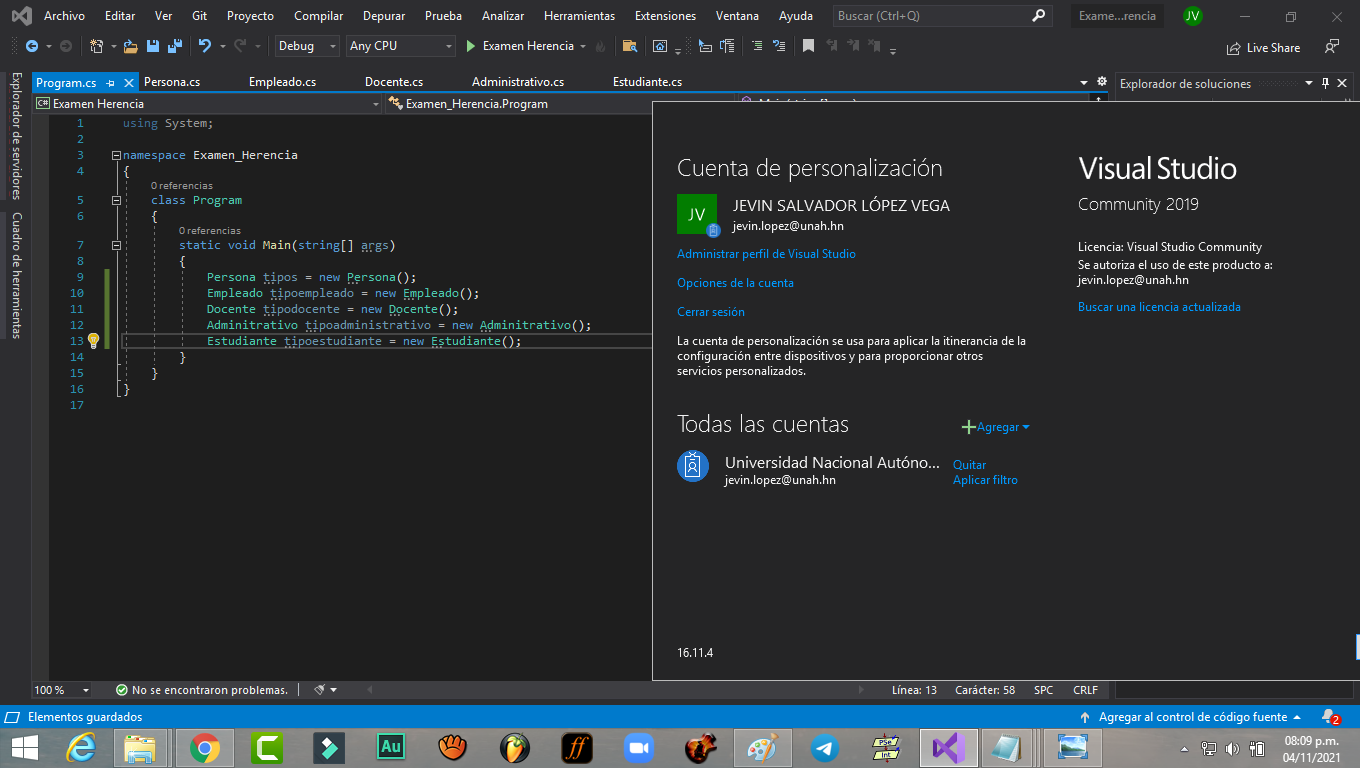 Archivo Editar Ver Git Proyecto Compilar Depurar Prueba Analizar Herramientas Extensiones Ventana Ayuda Buscar (Ctrl+Q) Exame...rencia JV
Debug Any CPU Examen Herencia Live Share
Explorador de servidores
Cuadro de herramientas
Program.cs Persona.cs Empleado.cs Docente.cs Administrativo.cs Estudiante.cs Explorador de soluciones
C# Examen Herencia Examen_Herencia.Program
1 using System;
2
3 namespace Examen_Herencia
4 {
0 referencias
5 class Program
6 {
0 referencias
7 static void Main(string[] args)
8 {
9 Persona tipos = new Persona();
10 Empleado tipoempleado = new Empleado();
11 Docente tipodocente = new Docente();
12 Adminitrativo tipoadministrativo = new Adminitrativo();
13 Estudiante tipoestudiante = new Estudiante();
14 }
15 }
16 }
17
Cuenta de personalización
JV
JEVIN SALVADOR LÓPEZ VEGA
jevin.lopez@unah.hn
Administrar perfil de Visual Studio
Opciones de la cuenta
Cerrar sesión
La cuenta de personalización se usa para aplicar la itinerancia de la
configuración entre dispositivos y para proporcionar otros
servicios personalizados.
Todas las cuentas Agregar
Universidad Nacional Autóno... Quitar
jevin.lopez@unah.hn Aplicar filtro
16.11.4
Visual Studio
Community 2019
Licencia: Visual Studio Community
Se autoriza el uso de este producto a:
jevin.lopez@unah.hn
Buscar una licencia actualizada
100 % No se encontraron problemas. Línea: 13 Carácter: 58 SPC CRLF
Elementos guardados Agregar al control de código fuente 2
Au ff PSe Int 08:09 p.m.
04/11/2021